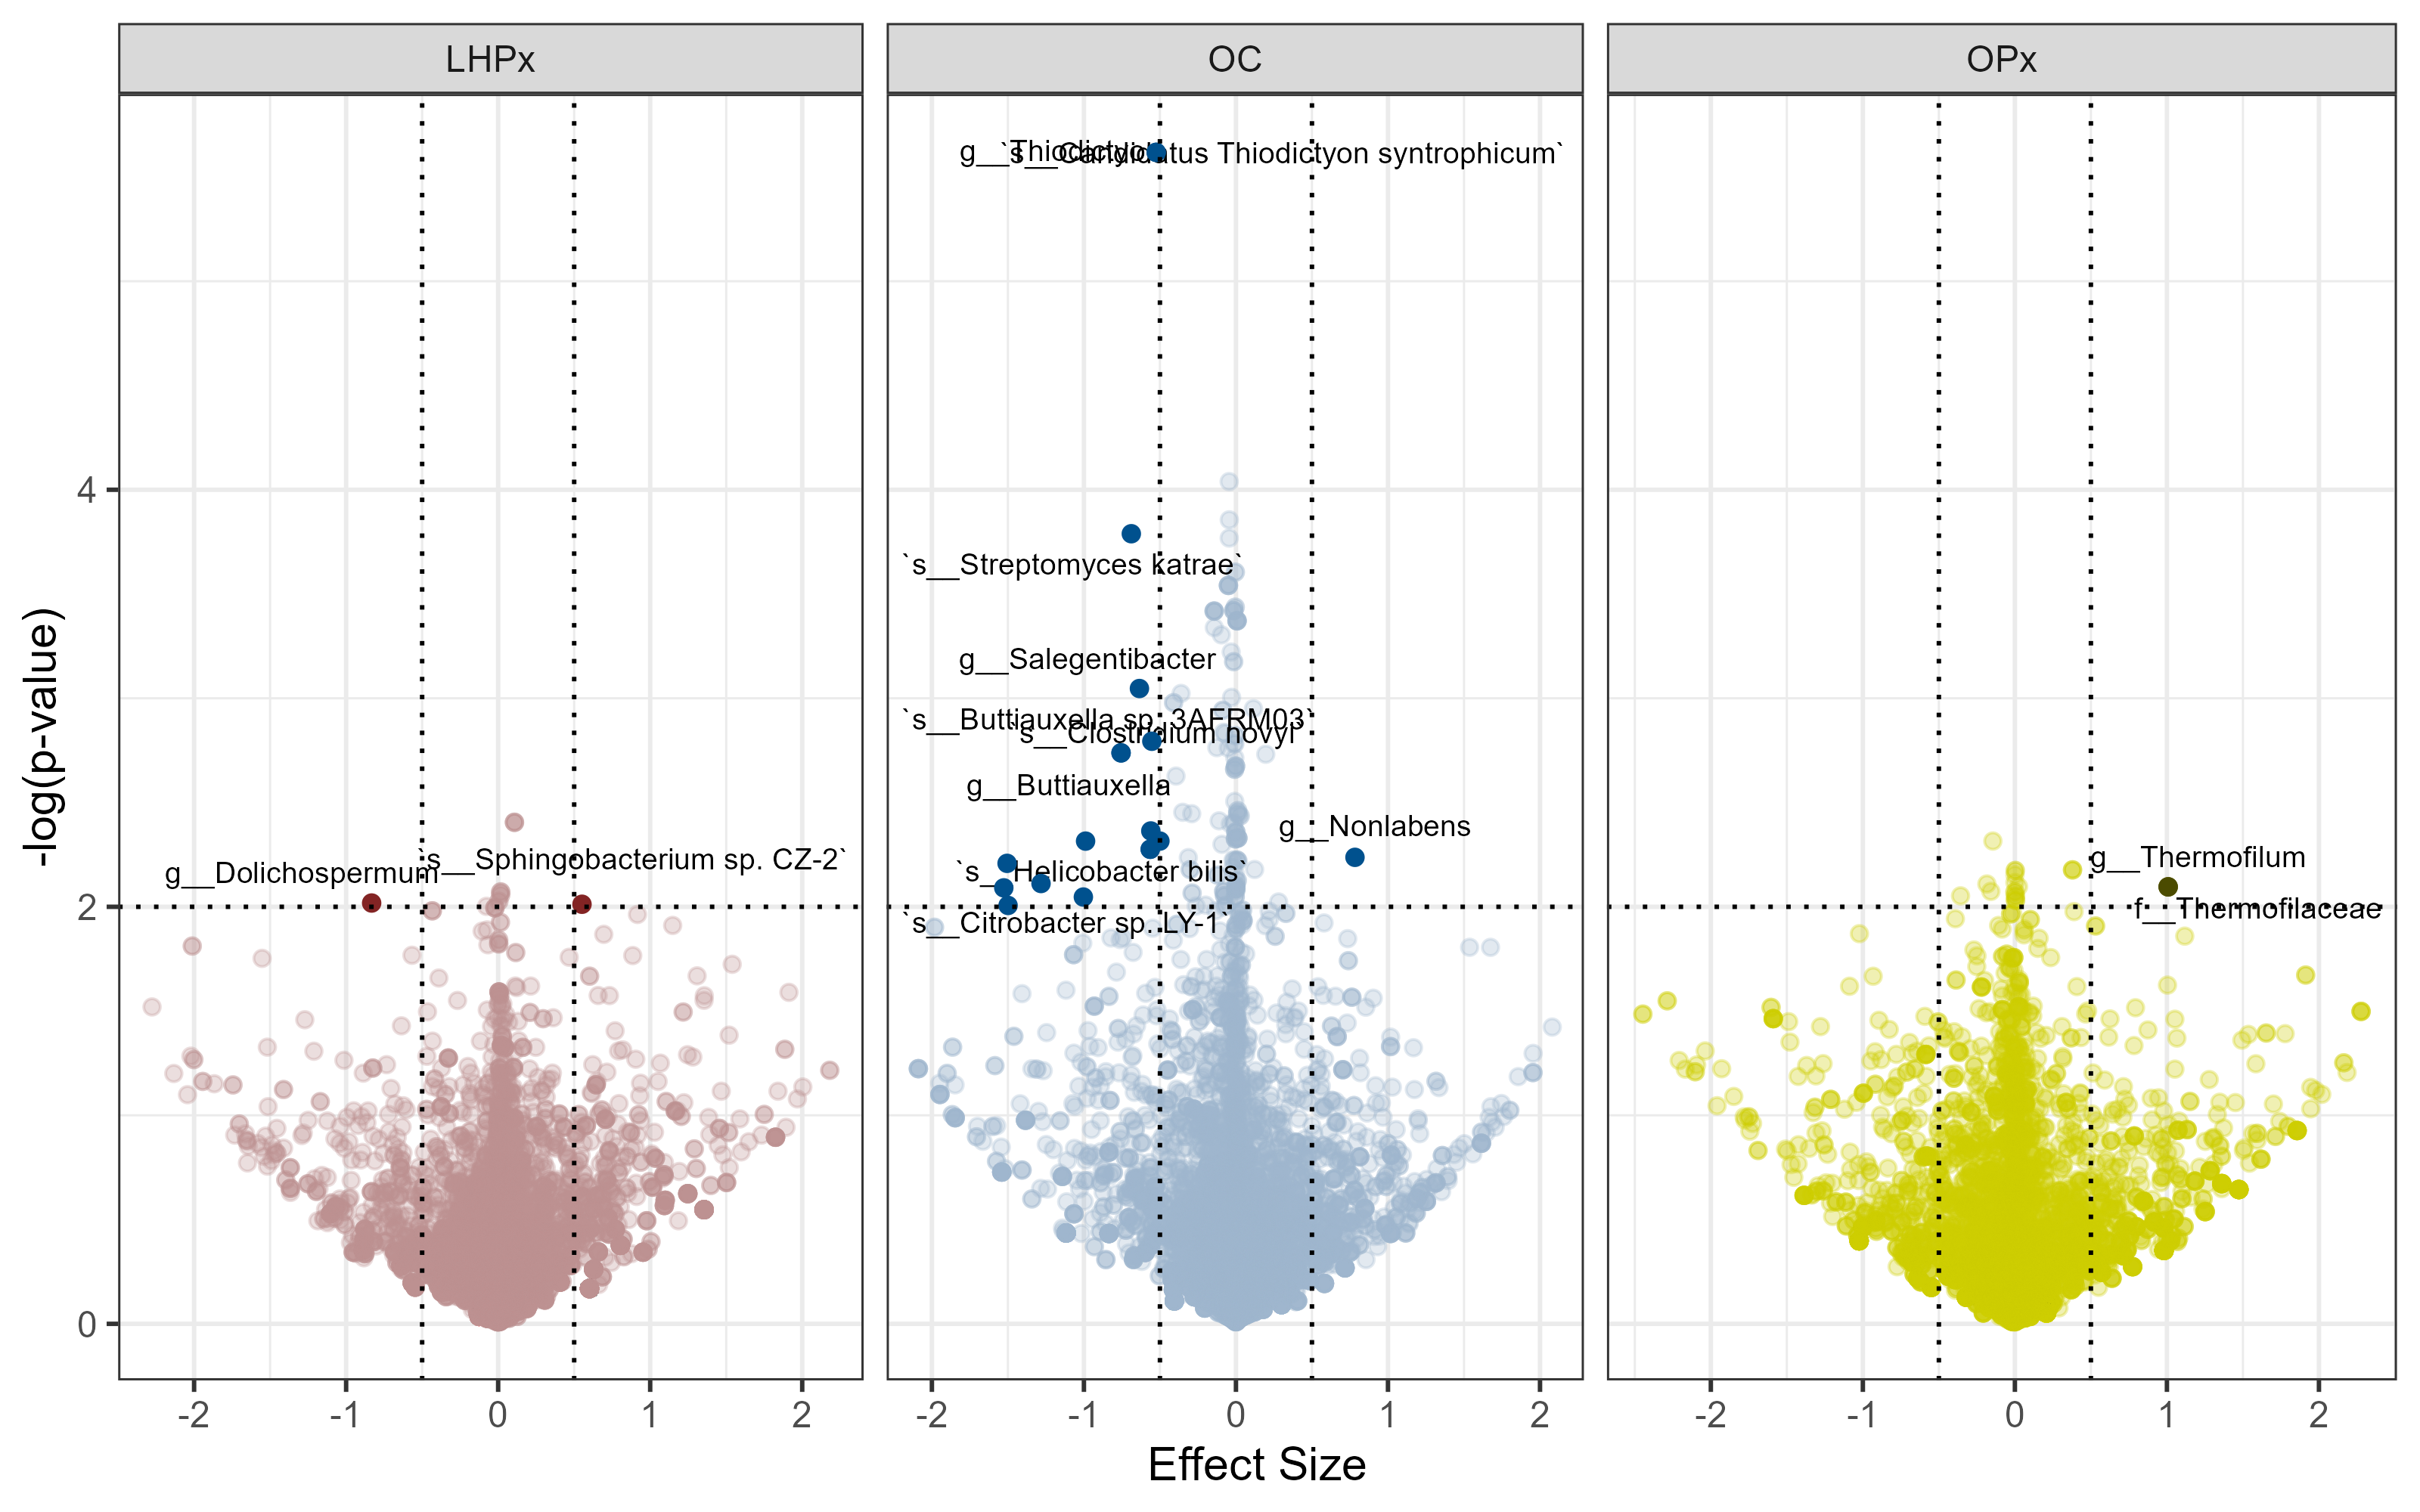 LHPx
OC
OPx
g__Thiodictyon
`s__Candidatus Thiodictyon syntrophicum`
`s__Streptomyces katrae`
g__Salegentibacter
`s__Buttiauxella sp. 3AFRM03`
`s__Clostridium novyi`
g__Buttiauxella
g__Nonlabens
`s__Helicobacter bilis`
`s__Citrobacter sp. LY-1`
g__Dolichospermum
`s__Sphingobacterium sp. CZ-2`
g__Thermofilum
f__Thermofilaceae
-log(p-value)
4
2
0
-2 -1 0 1 2
-2 -1 0 1 2
-2 -1 0 1 2
Effect Size